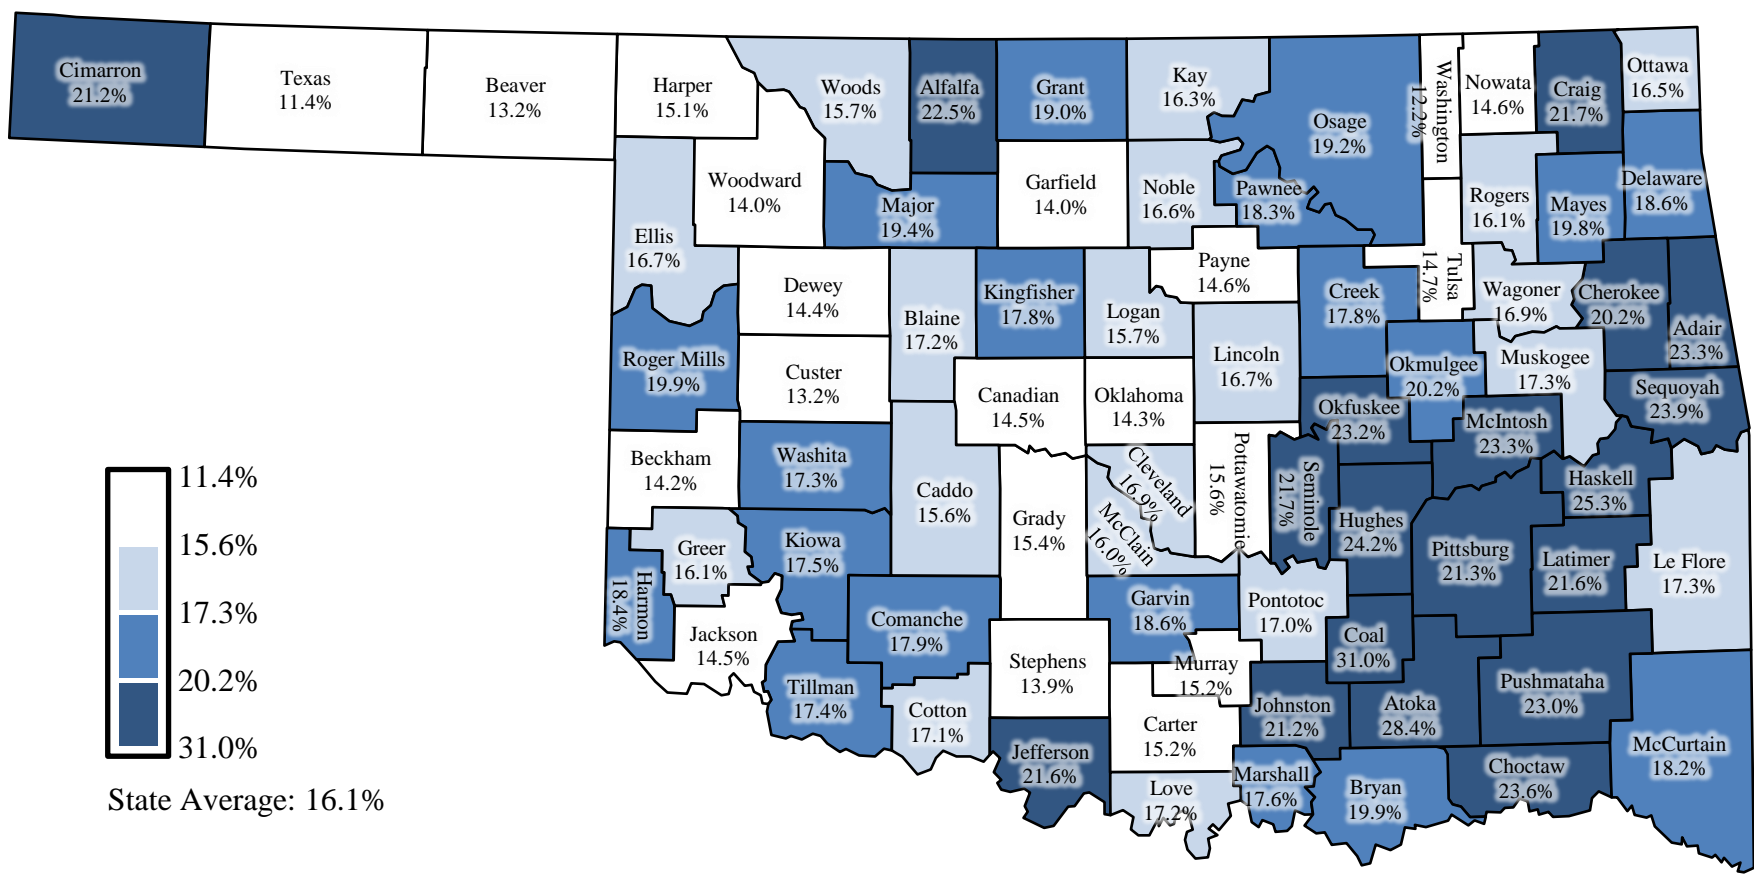 Cimarron
21.2%
Texas
11.4%
Beaver
13.2%
Harper
15.1%
Woods
15.7%
Alfalfa
22.5%
Grant
19.0%
Kay
16.3%
Osage
19.2%
Washington
12.2%
Nowata
14.6%
Craig
21.7%
Ottawa
16.5%
Woodward
14.0%
Major
19.4%
Garfield
14.0%
Noble
16.6%
Pawnee
18.3%
Rogers
16.1%
Mayes
19.8%
Delaware
18.6%
Ellis
16.7%
Dewey
14.4%
Blaine
17.2%
Kingfisher
17.8%
Logan
15.7%
Payne
14.6%
Creek
17.8%
Tulsa
14.7%
Wagoner
16.9%
Cherokee
20.2%
Adair
23.3%
Roger Mills
19.9%
Custer
13.2%
Canadian
14.5%
Oklahoma
14.3%
Lincoln
16.7%
Okmulgee
20.2%
Muskogee
17.3%
Sequoyah
23.9%
Okfuskee
23.2%
McIntosh
23.3%
Beckham
14.2%
Washita
17.3%
Caddo
15.6%
Grady
15.4%
Cleveland
16.9%
McClain
16.0%
Pottawatomie
15.6%
Seminole
21.7%
Hughes
24.2%
Pittsburg
21.3%
Haskell
25.3%
Latimer
21.6%
Le Flore
17.3%
Harmon
18.4%
Greer
16.1%
Kiowa
17.5%
Jackson
14.5%
Comanche
17.9%
Tillman
17.4%
Cotton
17.1%
Stephens
13.9%
Garvin
18.6%
Murray
15.2%
Pontotoc
17.0%
Coal
31.0%
Carter
15.2%
Johnston
21.2%
Atoka
28.4%
Pushmataha
23.0%
McCurtain
18.2%
Jefferson
21.6%
Love
17.2%
Marshall
17.6%
Bryan
19.9%
Choctaw
23.6%
11.4%
15.6%
17.3%
20.2%
31.0%
State Average: 16.1%